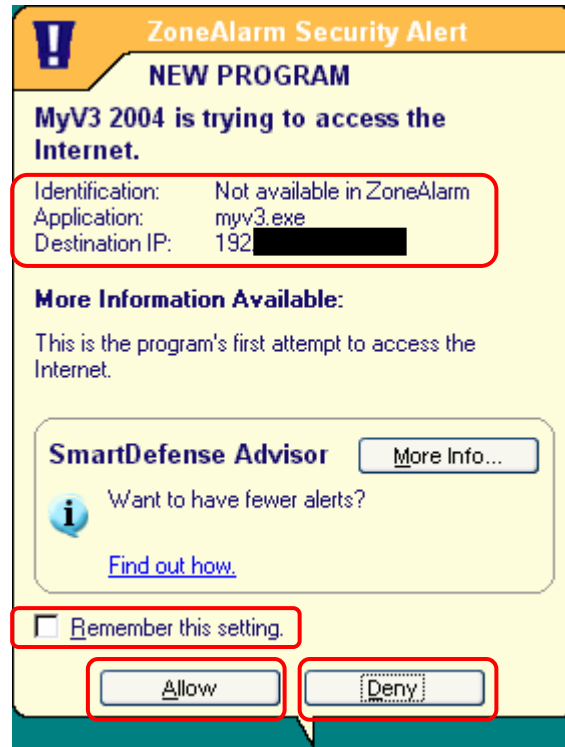 ZoneAlarm Security Alert
NEW PROGRAM
MyV3 2004 is trying to access the
Internet.
Identification: Not available in ZoneAlarm
Application: myv3.exe
Destination IP: 192.
More Information Available:
This is the program's first attempt to access the
Internet.
SmartDefense Advisor More Info...
Want to have fewer alerts?
Find out how.
Remember this setting.
Allow Deny